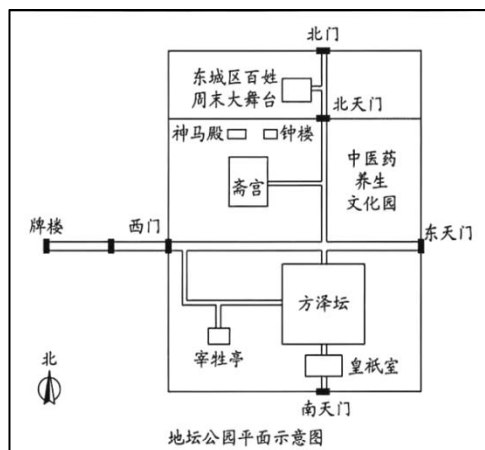 北门
东城区百姓
周末大舞台
北天门
神马殿
钟楼
中医药
养生
文化园
斋宫
牌楼
西门
东天门
方泽坛
宰牲亭
皇祇室
北
南天门
地坛公园平面示意图